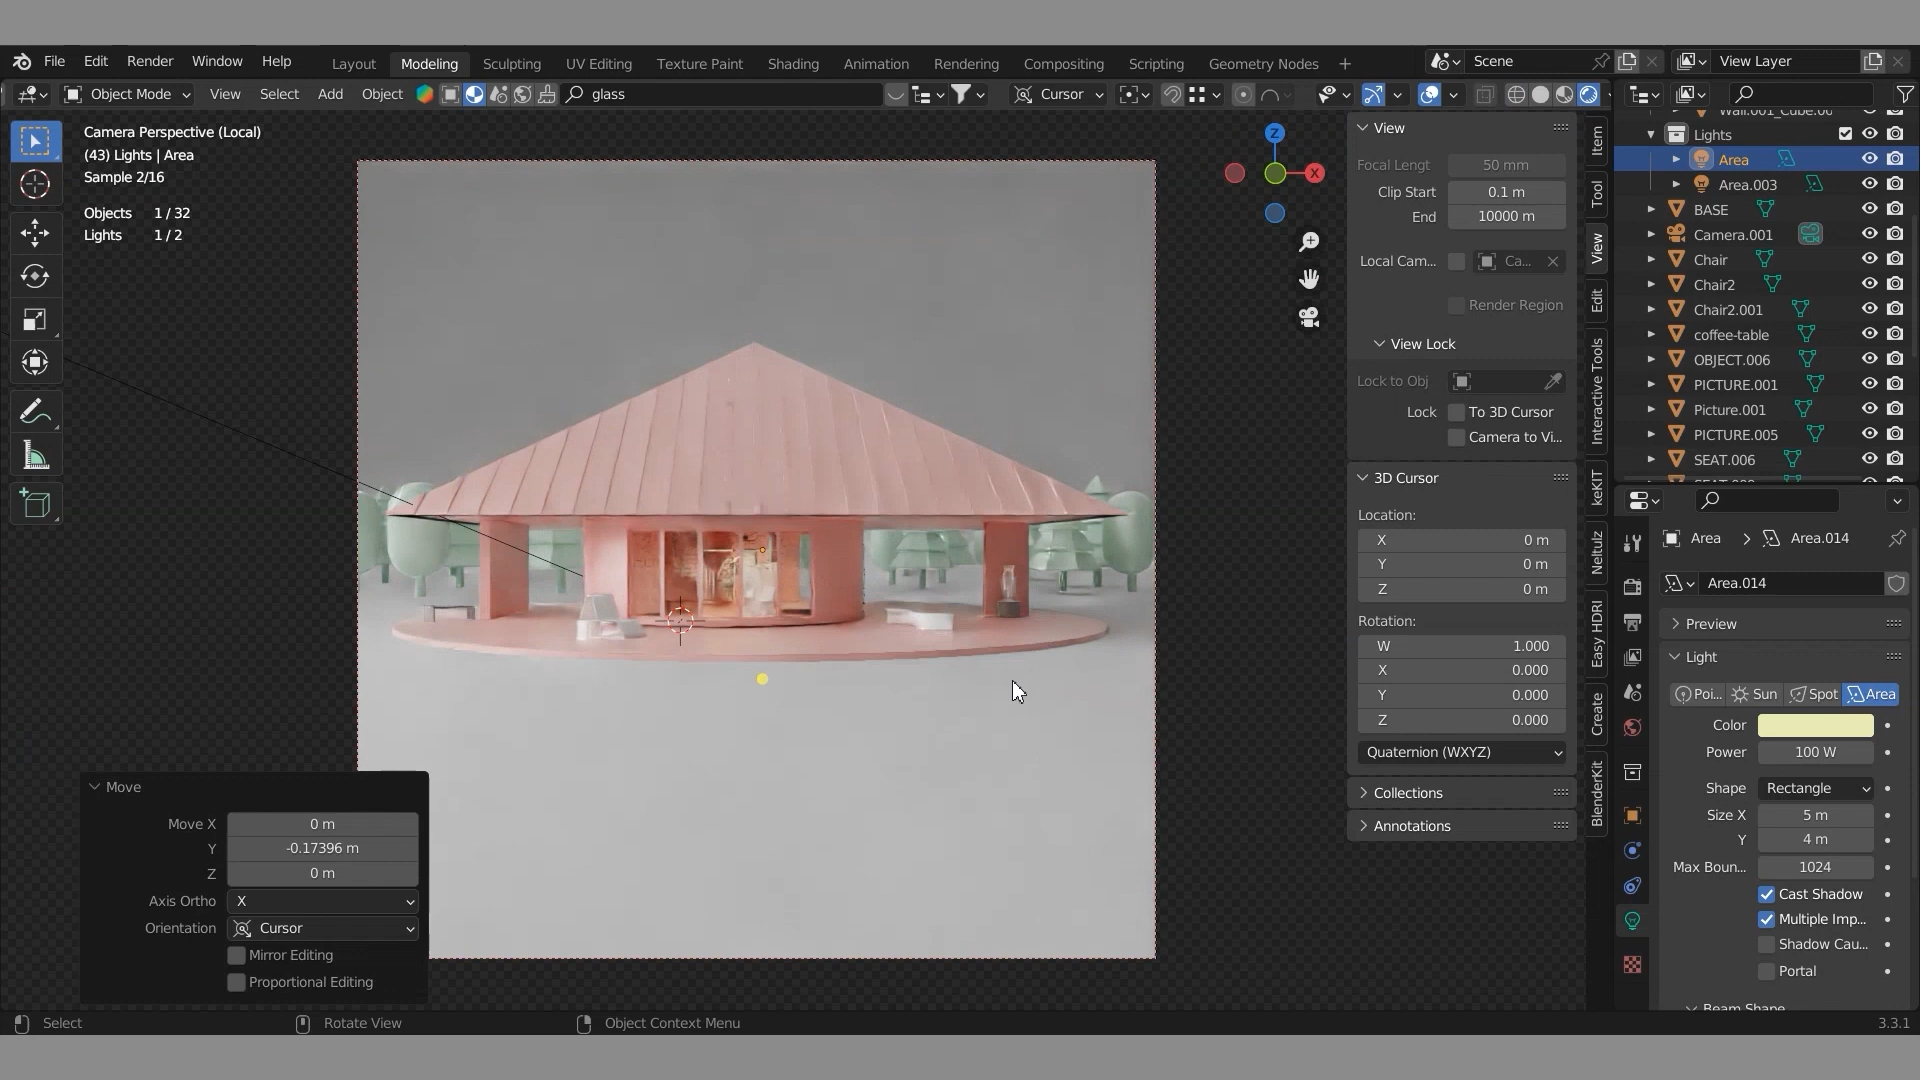 File Edit Render Window Help
Layout Modeling Sculpting UV Editing Texture Paint Shading Animation Rendering Compositing Scripting Geometry Nodes +
Scene
View Layer
Object Mode View Select Add Object
glass
Cursor
Camera Perspective (Local)
(43) Lights | Area
Sample 2/16
Objects 1 / 32
Lights 1 / 2
Z
X
View
Focal Lengt 50 mm
Clip Start 0.1 m
End 10000 m
Local Cam... Ca...
Render Region
View Lock
Lock to Obj
Lock To 3D Cursor
Camera to Vi...
3D Cursor
Location:
X 0 m
Y 0 m
Z 0 m
Rotation:
W 1.000
X 0.000
Y 0.000
Z 0.000
Quaternion (WXYZ)
Collections
Annotations
Item
Tool
View
Edit
Interactive Tools
keKIT
Neltulz
Easy HDRI
Create
BlenderKit
Lights
Area
Area.003
BASE
Camera.001
Chair
Chair2
Chair2.001
coffee-table
OBJECT.006
PICTURE.001
Picture.001
PICTURE.005
SEAT.006
Area > Area.014
Area.014
Preview
Light
Poi... Sun Spot Area
Color
Power 100 W
Shape Rectangle
Size X 5 m
Y 4 m
Max Boun... 1024
Cast Shadow
Multiple Imp...
Shadow Cau...
Portal
Beam Shape
Move
Move X 0 m
Y -0.17396 m
Z 0 m
Axis Ortho X
Orientation Cursor
Mirror Editing
Proportional Editing
Select
Rotate View
Object Context Menu
3.3.1